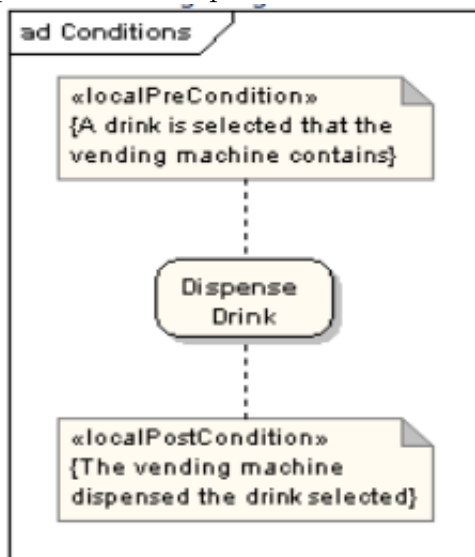 ad Conditions
«localPreCondition»
{A drink is selected that the
vending machine contains}
Dispense
Drink
«localPostCondition»
{The vending machine
dispensed the drink selected}